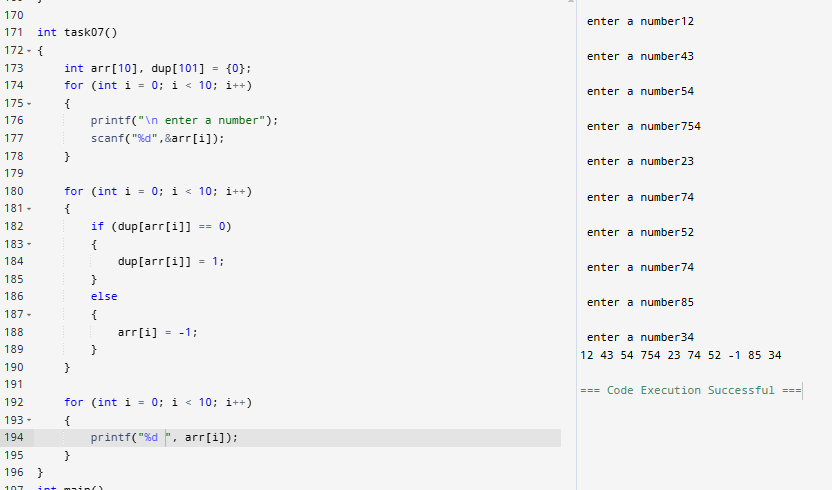 170
171 int task07()
172 {
173 int arr[10], dup[101] = {0};
174 for (int i = 0; i < 10; i++)
175 {
176 printf("\n enter a number");
177 scanf("%d",&arr[i]);
178 }
179
180 for (int i = 0; i < 10; i++)
181 {
182 if (dup[arr[i]] == 0)
183 {
184 dup[arr[i]] = 1;
185 }
186 else
187 {
188 arr[i] = -1;
189 }
190 }
191
192 for (int i = 0; i < 10; i++)
193 {
194 printf("%d ", arr[i]);
195 }
196 }
197 int main()
enter a number12
enter a number43
enter a number54
enter a number754
enter a number23
enter a number74
enter a number52
enter a number74
enter a number85
enter a number34
12 43 54 754 23 74 52 -1 85 34
=== Code Execution Successful ===